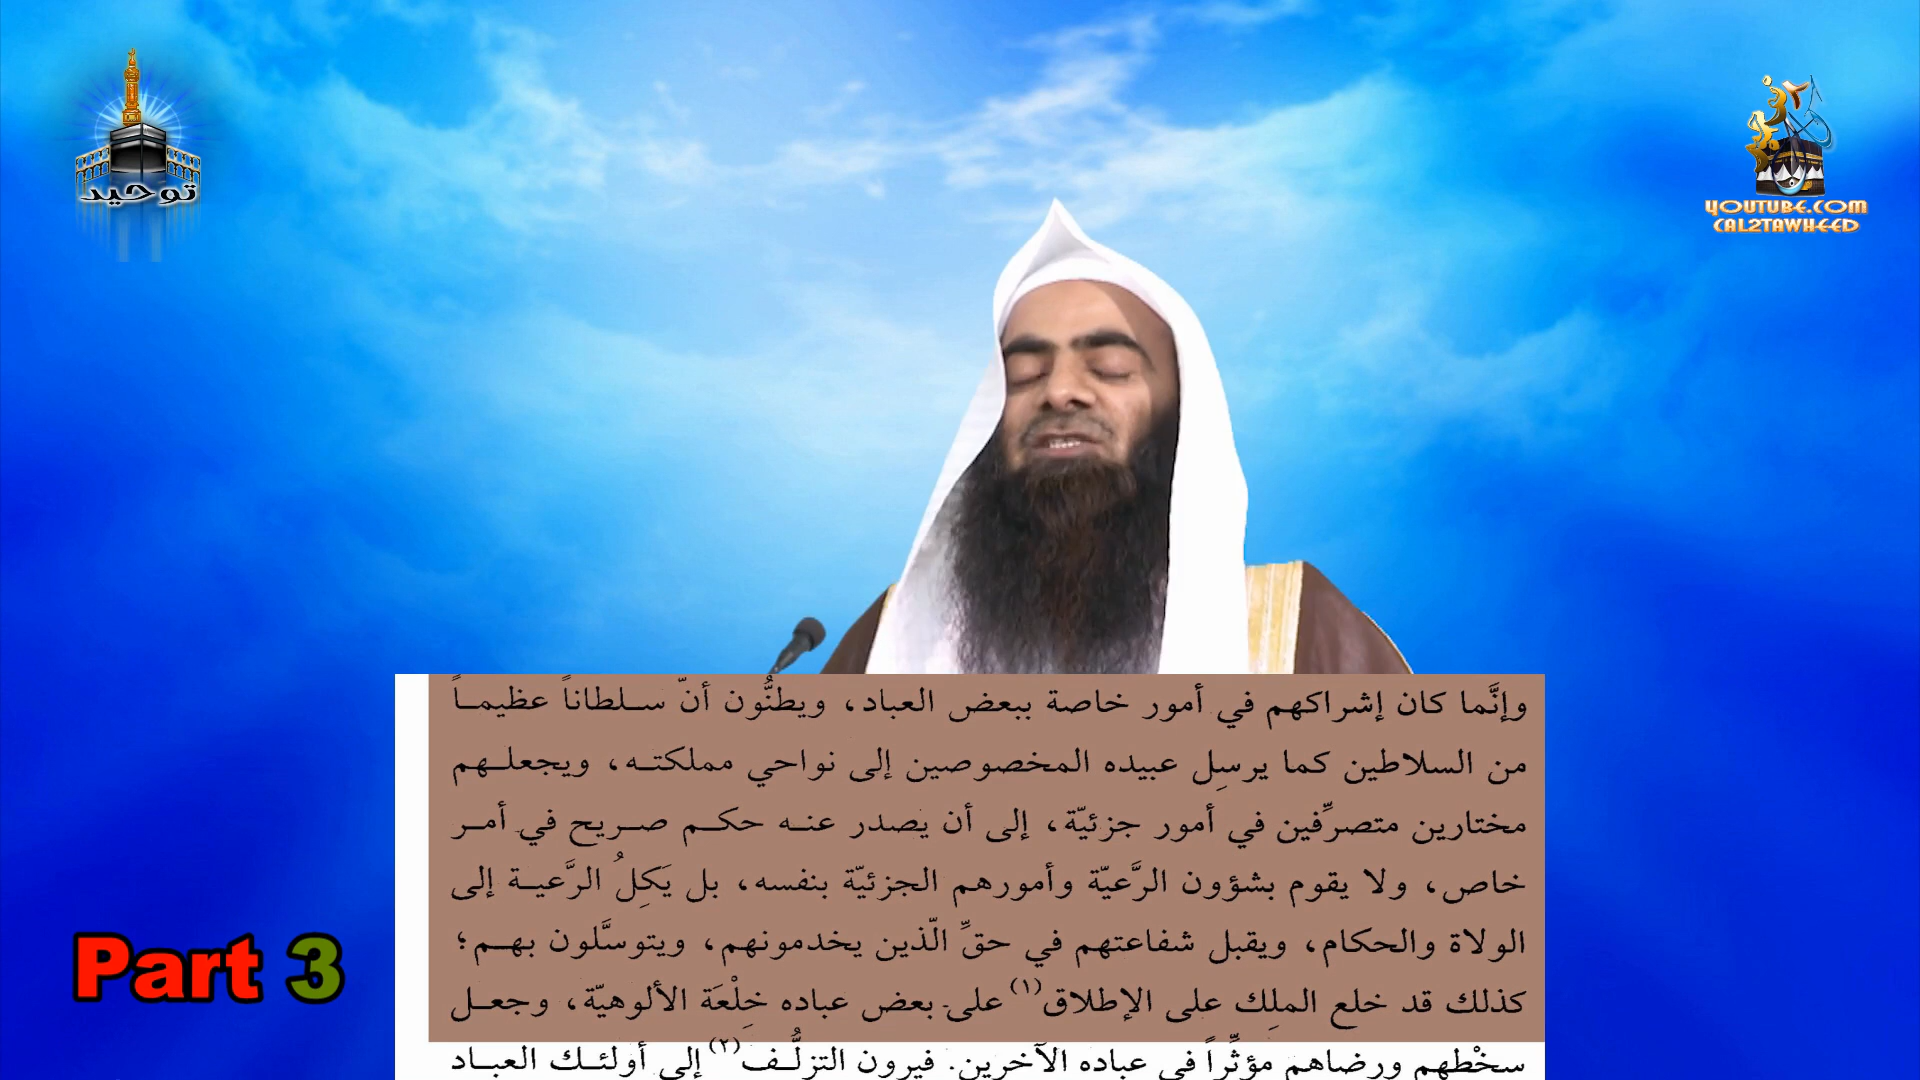 توحيد
YOUTUBE.COM
CAL2TAWHEED
وإنَّما كان إشراكهم في أمور خاصة ببعض العباد، ويظنُّون أنّ سلطاناً عظيماً
من السلاطين كما يرسِل عبيده المخصوصين إلى نواحي مملكته، ويجعلهم
مختارين متصرِّفين في أمور جزئيّة، إلى أن يصدر عنه حكم صريح في أمر
خاص، ولا يقوم بشؤون الرَّعيّة وأمورهم الجزئيّة بنفسه، بل يَكِلُ الرَّعية إلى
الولاة والحكام، ويقبل شفاعتهم في حقِّ الّذين يخدمونهم، ويتوسَّلون بهم؛
كذلك قد خلع الملِك على الإطلاق(١) على بعض عباده خِلْعَة الألوهيّة، وجعل
سخْطهم ورضاهم مؤثِّراً في عباده الآخرين. فيرون التزلُّف(٢) إلى أولئك العباد
Part 3